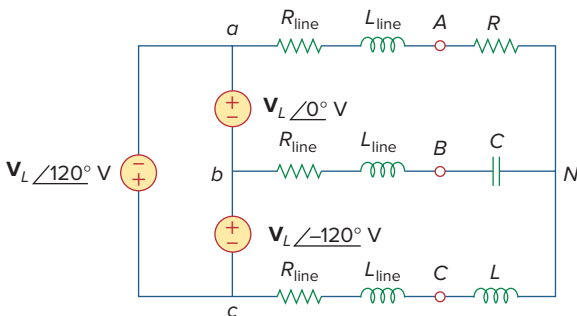 a R_line L_line A R
+ −
V_L∠0° V
V_L∠120° V − +
b R_line L_line B C N
+ −
V_L∠−120° V
c R_line L_line C L